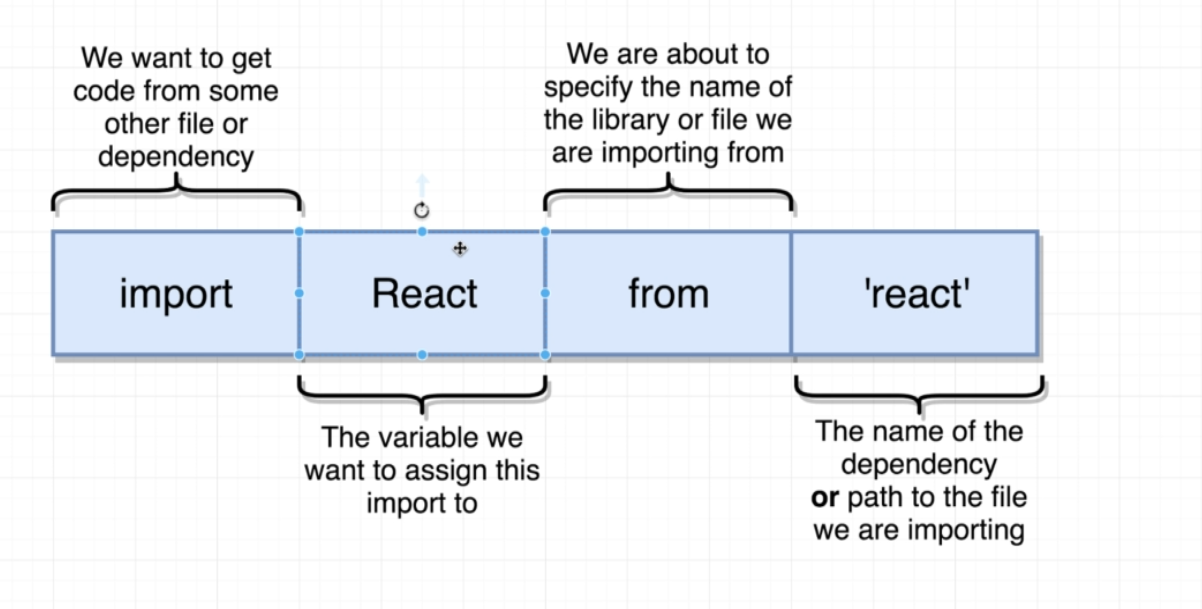 We want to get
code from some
other file or
dependency
We are about to
specify the name of
the library or file we
are importing from
import
React
from
'react'
The variable we
want to assign this
import to
The name of the
dependency
or path to the file
we are importing